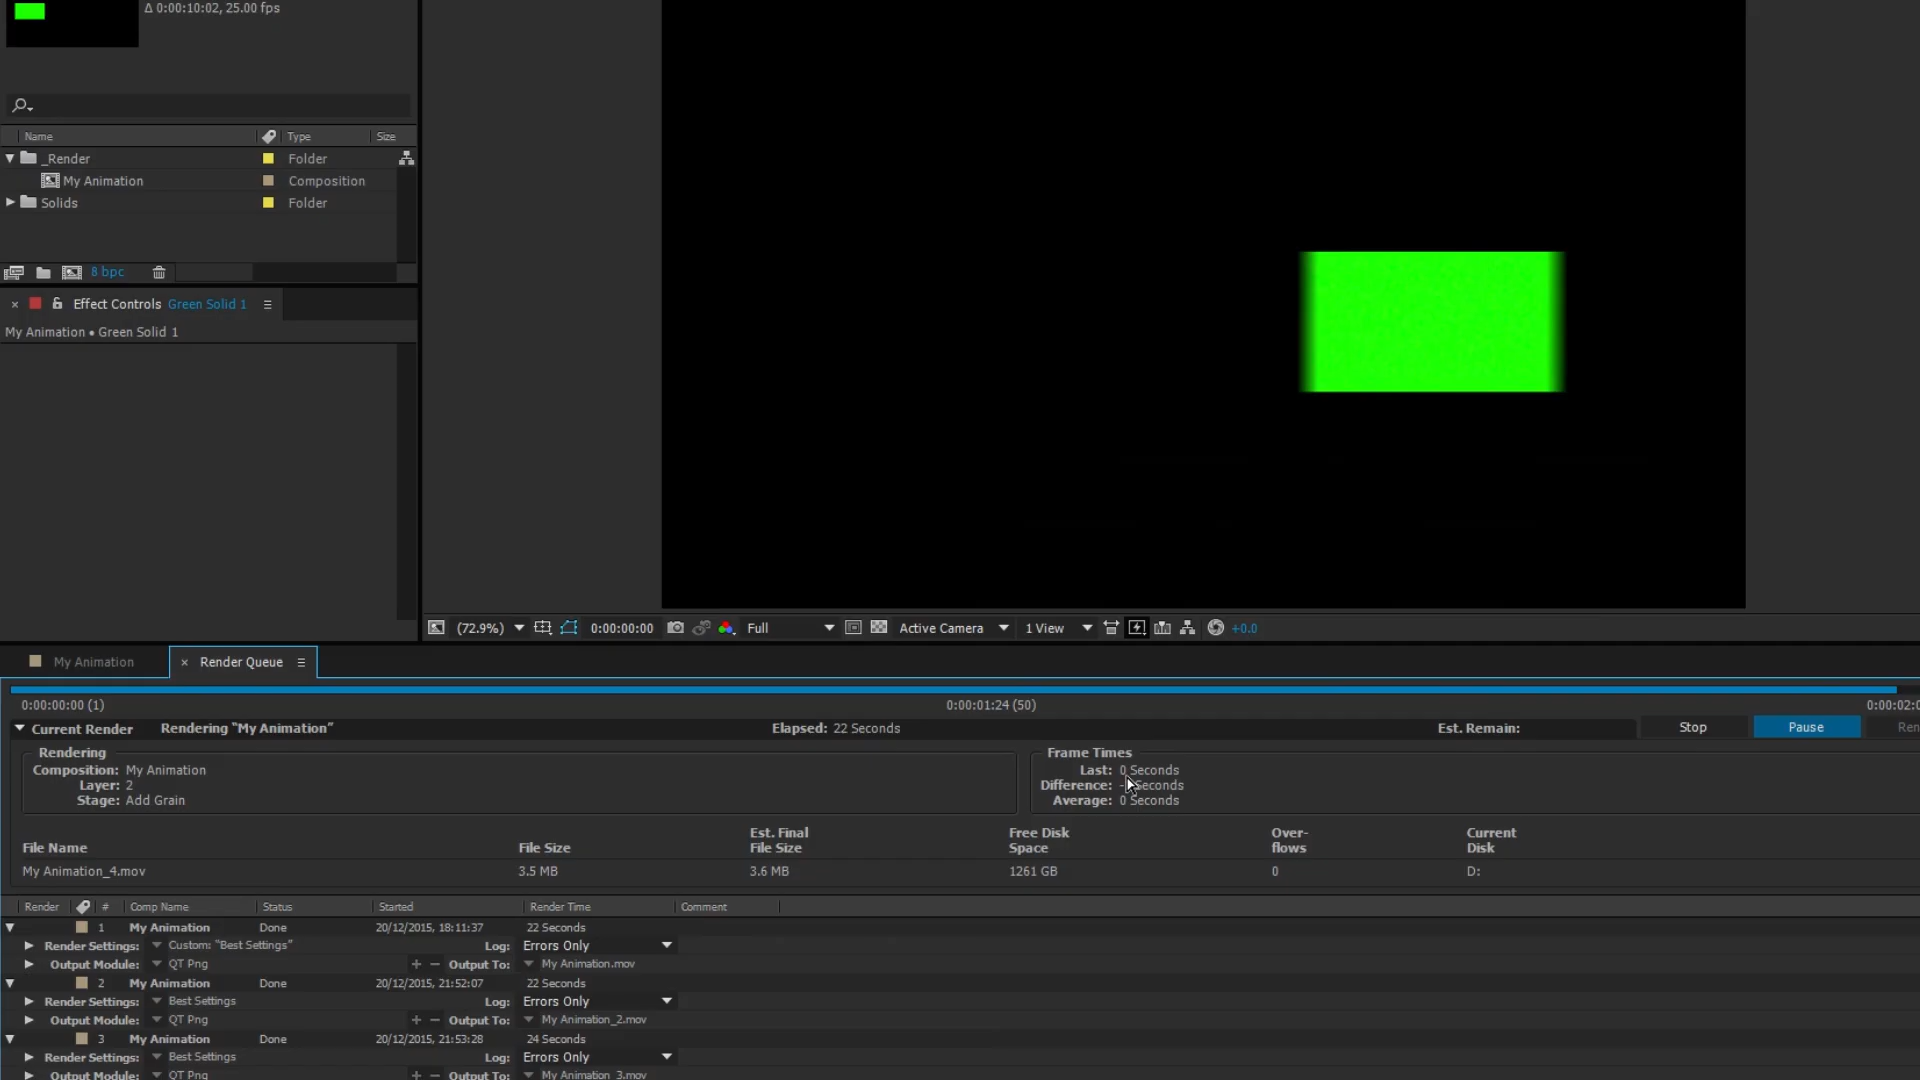 Δ 0:00:10:02, 25.00 fps
Name Type Size
_Render Folder
My Animation Composition
Solids Folder
8 bpc
Effect Controls Green Solid 1
My Animation • Green Solid 1
(72.9%) 0:00:00:00 Full Active Camera 1 View +0.0
My Animation Render Queue
0:00:00:00 (1) 0:00:01:24 (50) 0:00:02:0
Current Render Rendering "My Animation" Elapsed: 22 Seconds Est. Remain: Stop Pause Ren
Rendering Frame Times
Composition: My Animation Last: 0 Seconds
Layer: 2 Difference: - Seconds
Stage: Add Grain Average: 0 Seconds
Est. Final Free Disk Over- Current
File Name File Size File Size Space flows Disk
My Animation_4.mov 3.5 MB 3.6 MB 1261 GB 0 D:
Render # Comp Name Status Started Render Time Comment
1 My Animation Done 20/12/2015, 18:11:37 22 Seconds
Render Settings: Custom: "Best Settings" Log: Errors Only
Output Module: QT Png + − Output To: My Animation.mov
2 My Animation Done 20/12/2015, 21:52:07 22 Seconds
Render Settings: Best Settings Log: Errors Only
Output Module: QT Png + − Output To: My Animation_2.mov
3 My Animation Done 20/12/2015, 21:53:28 24 Seconds
Render Settings: Best Settings Log: Errors Only
Output Module: QT Png + − Output To: My Animation_3.mov